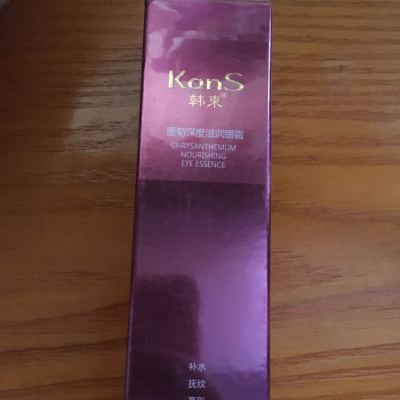 KanS
韩束®
墨菊深度滋润眼霜
CHRYSANTHEMUM
NOURISHING
EYE ESSENCE
补水
抚纹